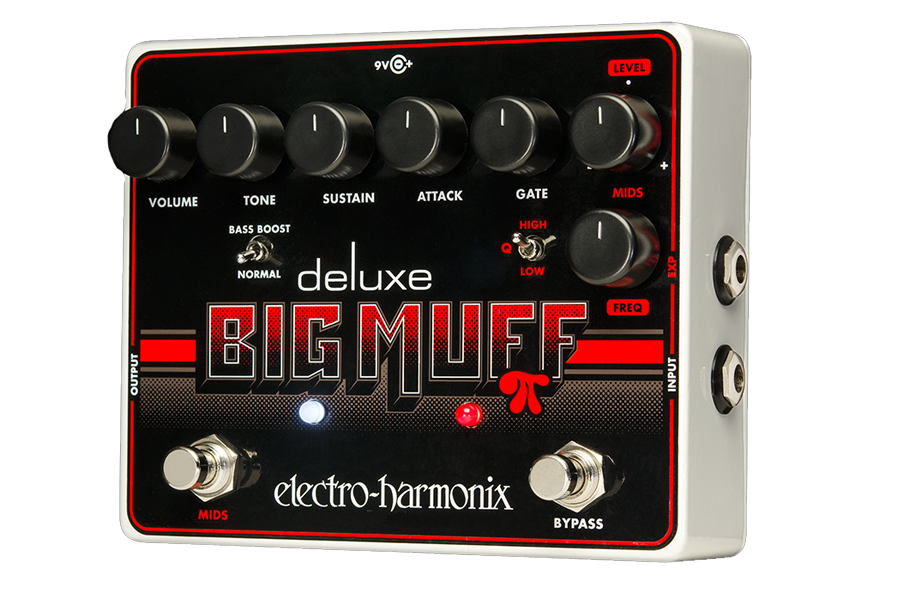 9V
+
LEVEL
- +
VOLUME TONE SUSTAIN ATTACK GATE MIDS
BASS BOOST
NORMAL
HIGH
Q
LOW
EXP
deluxe
FREQ
BIG MUFF
π
OUTPUT
INPUT
electro-harmonix
MIDS
BYPASS